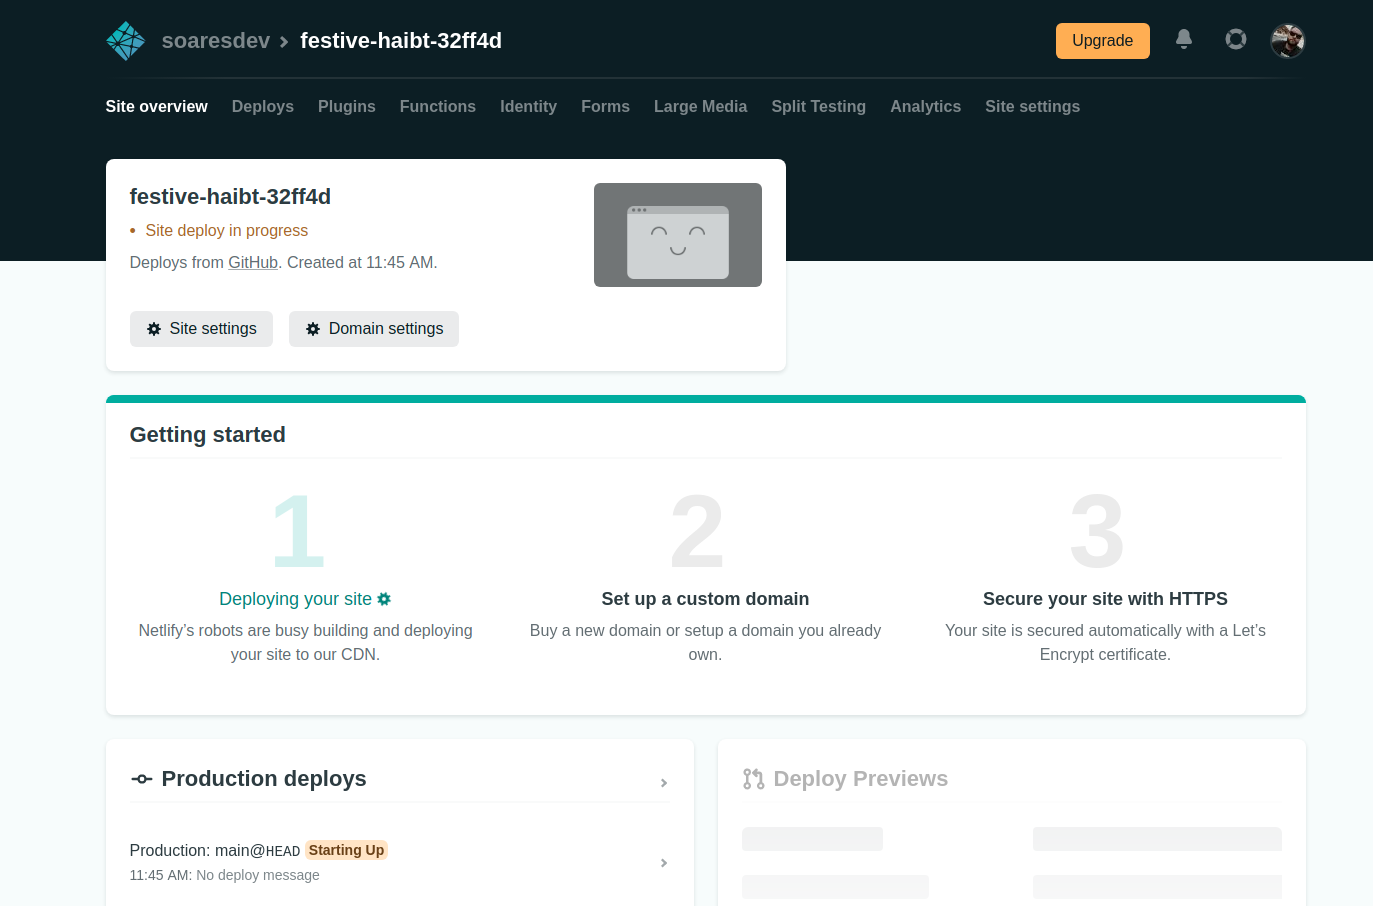 soaresdev > festive-haibt-32ff4d
Upgrade
Site overview Deploys Plugins Functions Identity Forms Large Media Split Testing Analytics Site settings
festive-haibt-32ff4d
• Site deploy in progress
Deploys from GitHub. Created at 11:45 AM.
Site settings
Domain settings
Getting started
1
Deploying your site
Netlify’s robots are busy building and deploying
your site to our CDN.
2
Set up a custom domain
Buy a new domain or setup a domain you already
own.
3
Secure your site with HTTPS
Your site is secured automatically with a Let’s
Encrypt certificate.
Production deploys
Production: main@HEAD Starting Up
11:45 AM: No deploy message
Deploy Previews